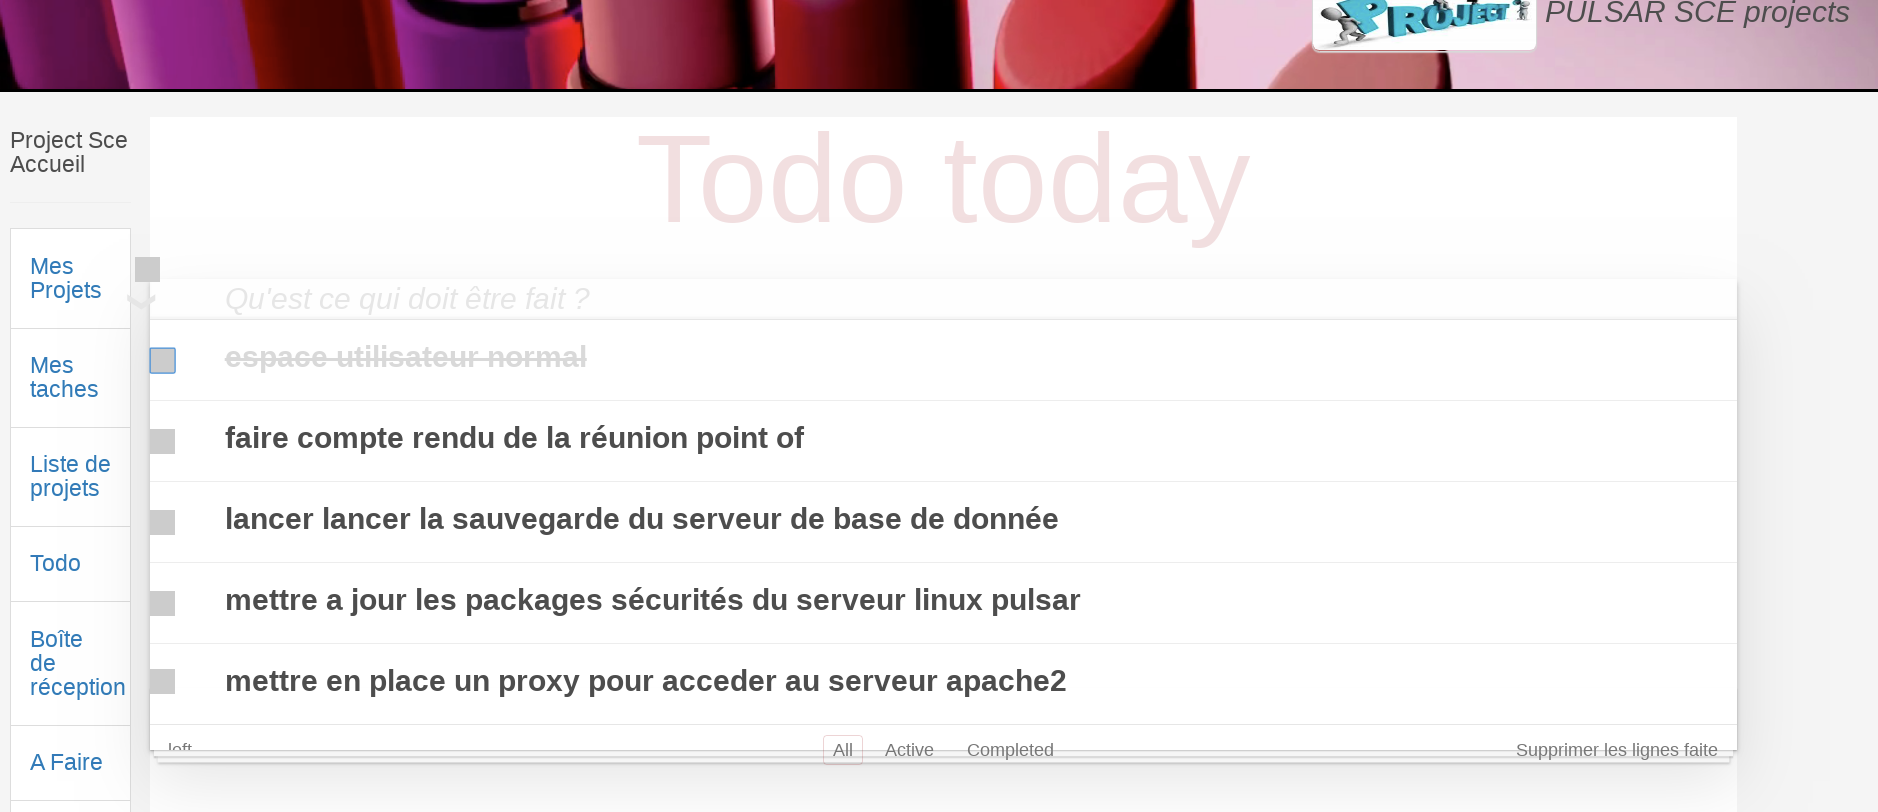 PROJECT
PULSAR SCE projects
Project Sce
Accueil
Todo today
Mes
Projets
Mes
taches
Liste de
projets
Todo
Boîte
de
réception
A Faire
Qu'est ce qui doit être fait ?
espace utilisateur normal
faire compte rendu de la réunion point of
lancer lancer la sauvegarde du serveur de base de donnée
mettre a jour les packages sécurités du serveur linux pulsar
mettre en place un proxy pour acceder au serveur apache2
left
All
Active
Completed
Supprimer les lignes faite